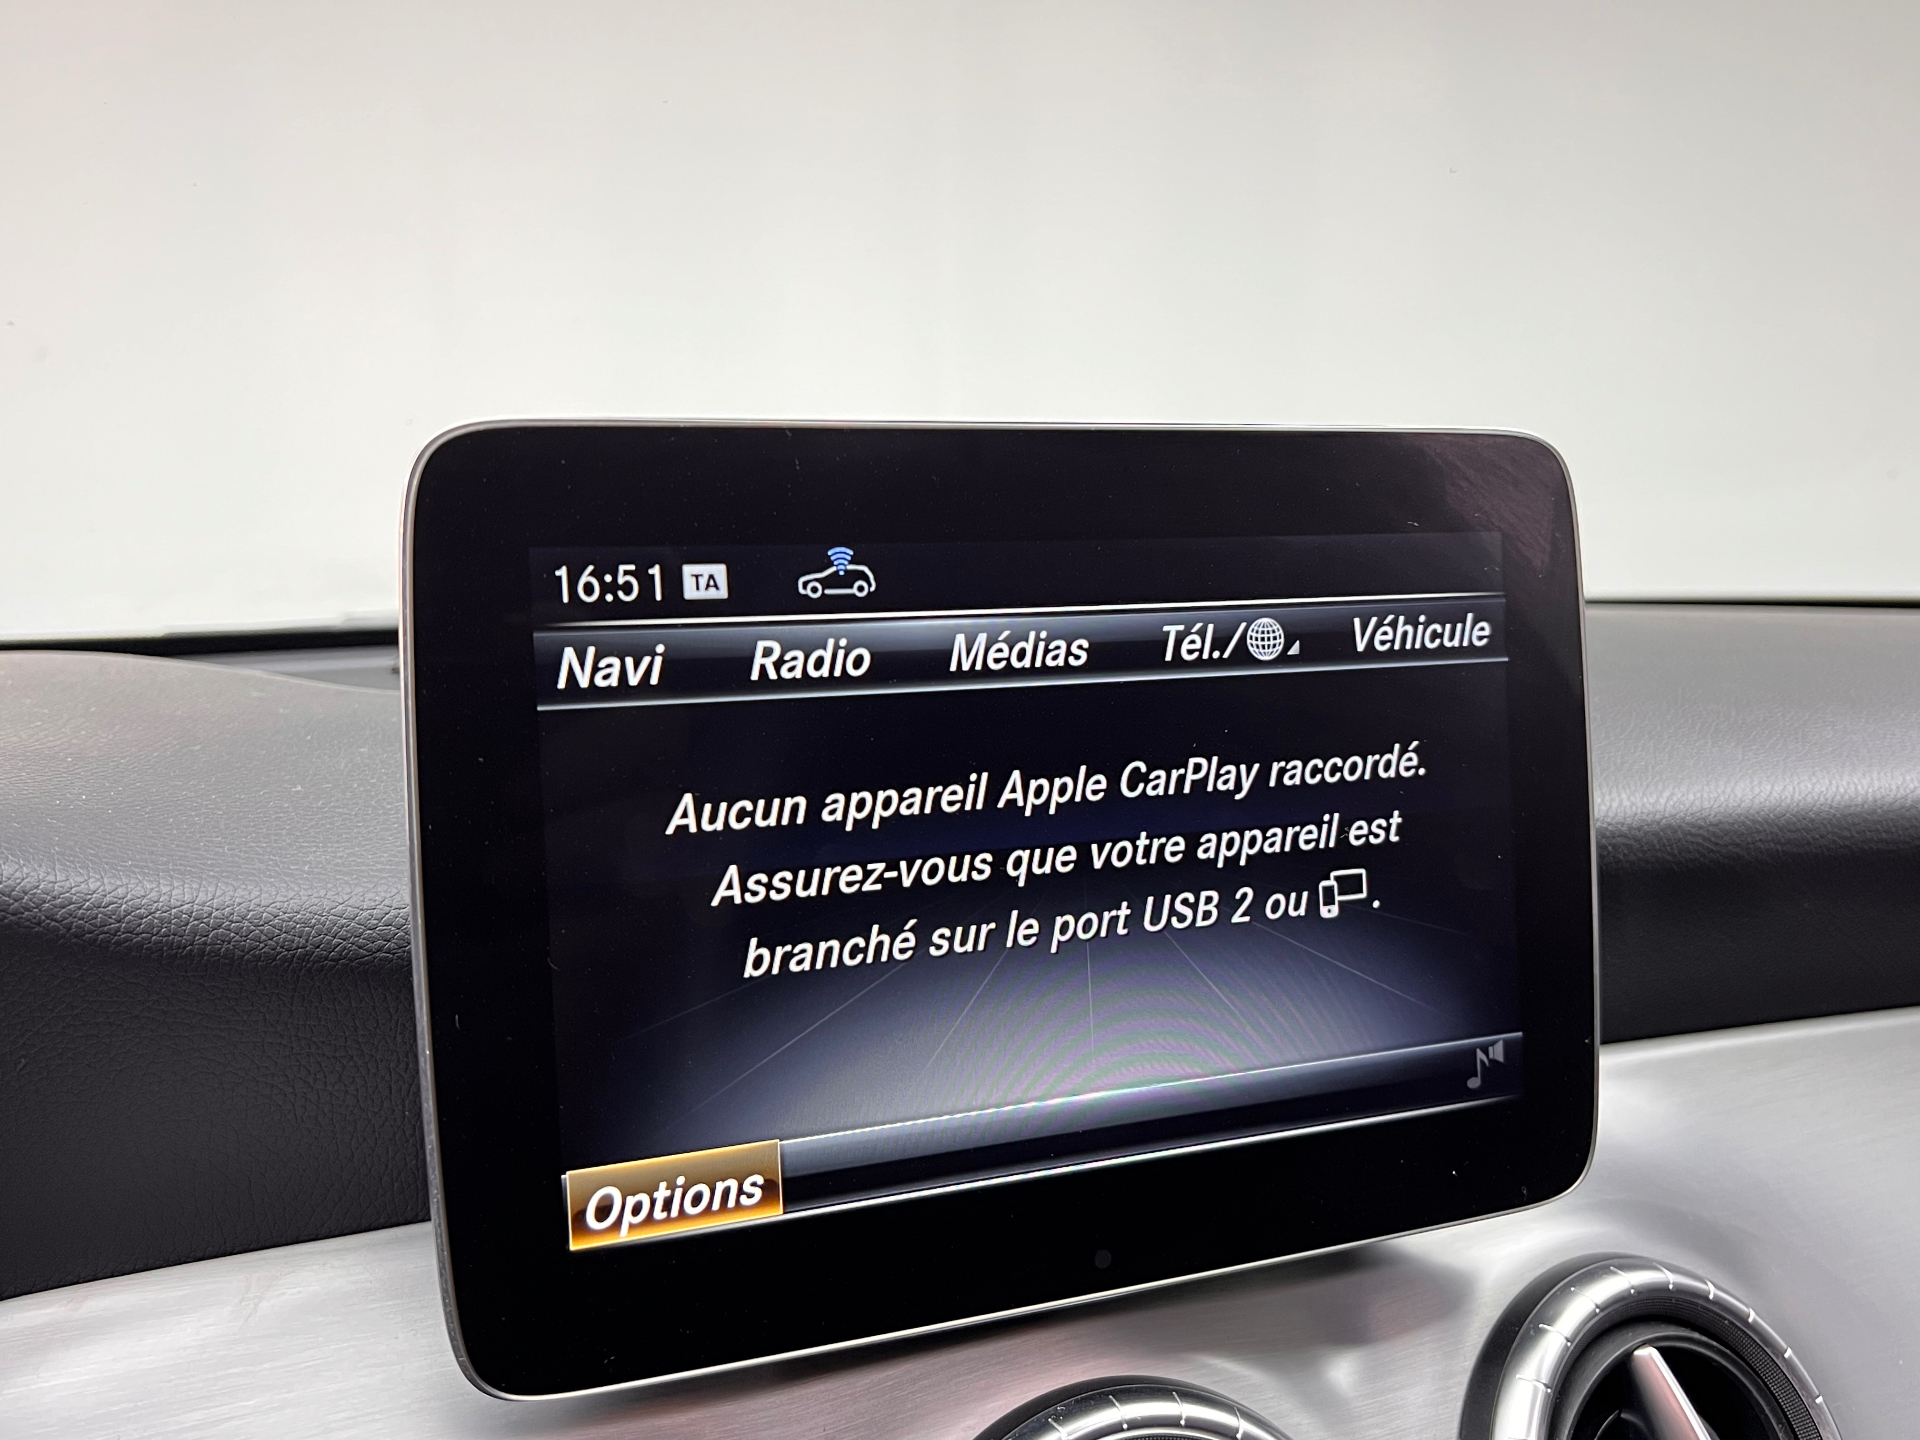 16:51 TA
Navi Radio Médias Tél./ Véhicule
Aucun appareil Apple CarPlay raccordé.
Assurez-vous que votre appareil est
branché sur le port USB 2 ou .
Options